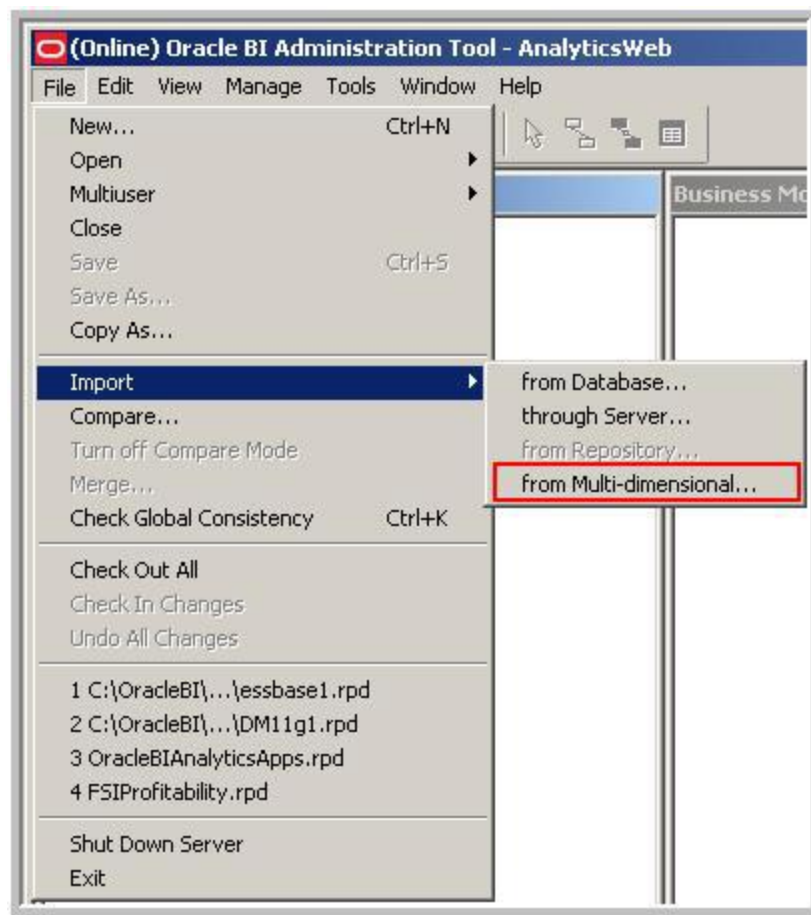 (Online) Oracle BI Administration Tool - AnalyticsWeb
File Edit View Manage Tools Window Help
New... Ctrl+N
Open
Multiuser
Close
Save Ctrl+S
Save As...
Copy As...
Business Mo
Import
from Database...
through Server...
from Repository...
from Multi-dimensional...
Compare...
Turn off Compare Mode
Merge...
Check Global Consistency Ctrl+K
Check Out All
Check In Changes
Undo All Changes
1 C:\OracleBI\...\essbase1.rpd
2 C:\OracleBI\...\DM11g1.rpd
3 OracleBIAnalyticsApps.rpd
4 FSIProfitability.rpd
Shut Down Server
Exit